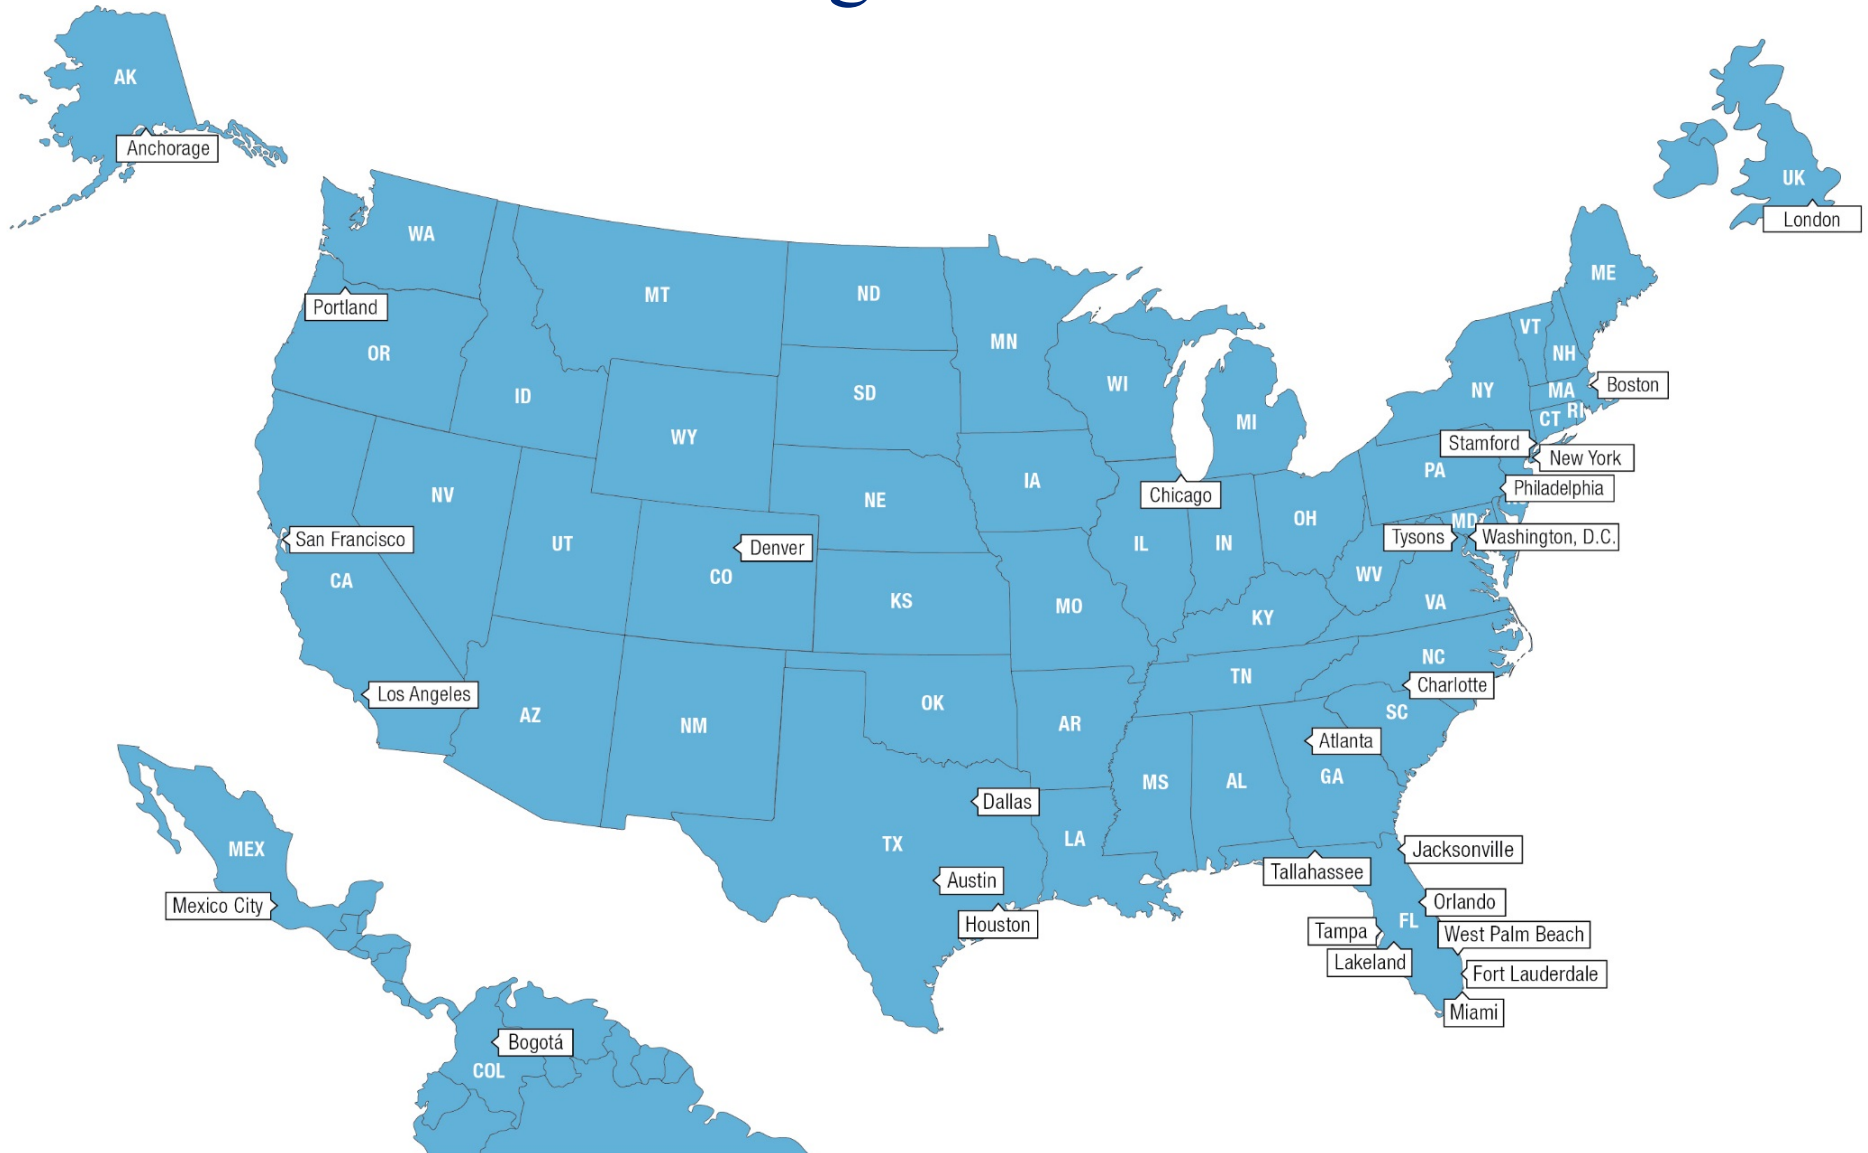 AK
Anchorage
UK
London
WA
ME
Portland
MT
ND
VT
MN
OR
NH
WI
Boston
NY
MA
ID
SD
RI
CT
MI
WY
Stamford
New York
PA
IA
NV
NE
Chicago
Philadelphia
OH
MD
San Francisco
Tysons
Washington, D.C.
UT
Denver
IL
IN
CO
WV
CA
KS
MO
VA
KY
NC
TN
Los Angeles
Charlotte
OK
SC
AZ
NM
AR
Atlanta
GA
MS
AL
Dallas
LA
TX
MEX
Jacksonville
Tallahassee
Austin
Orlando
Mexico City
FL
Houston
Tampa
West Palm Beach
Lakeland
Fort Lauderdale
Miami
Bogotá
COL